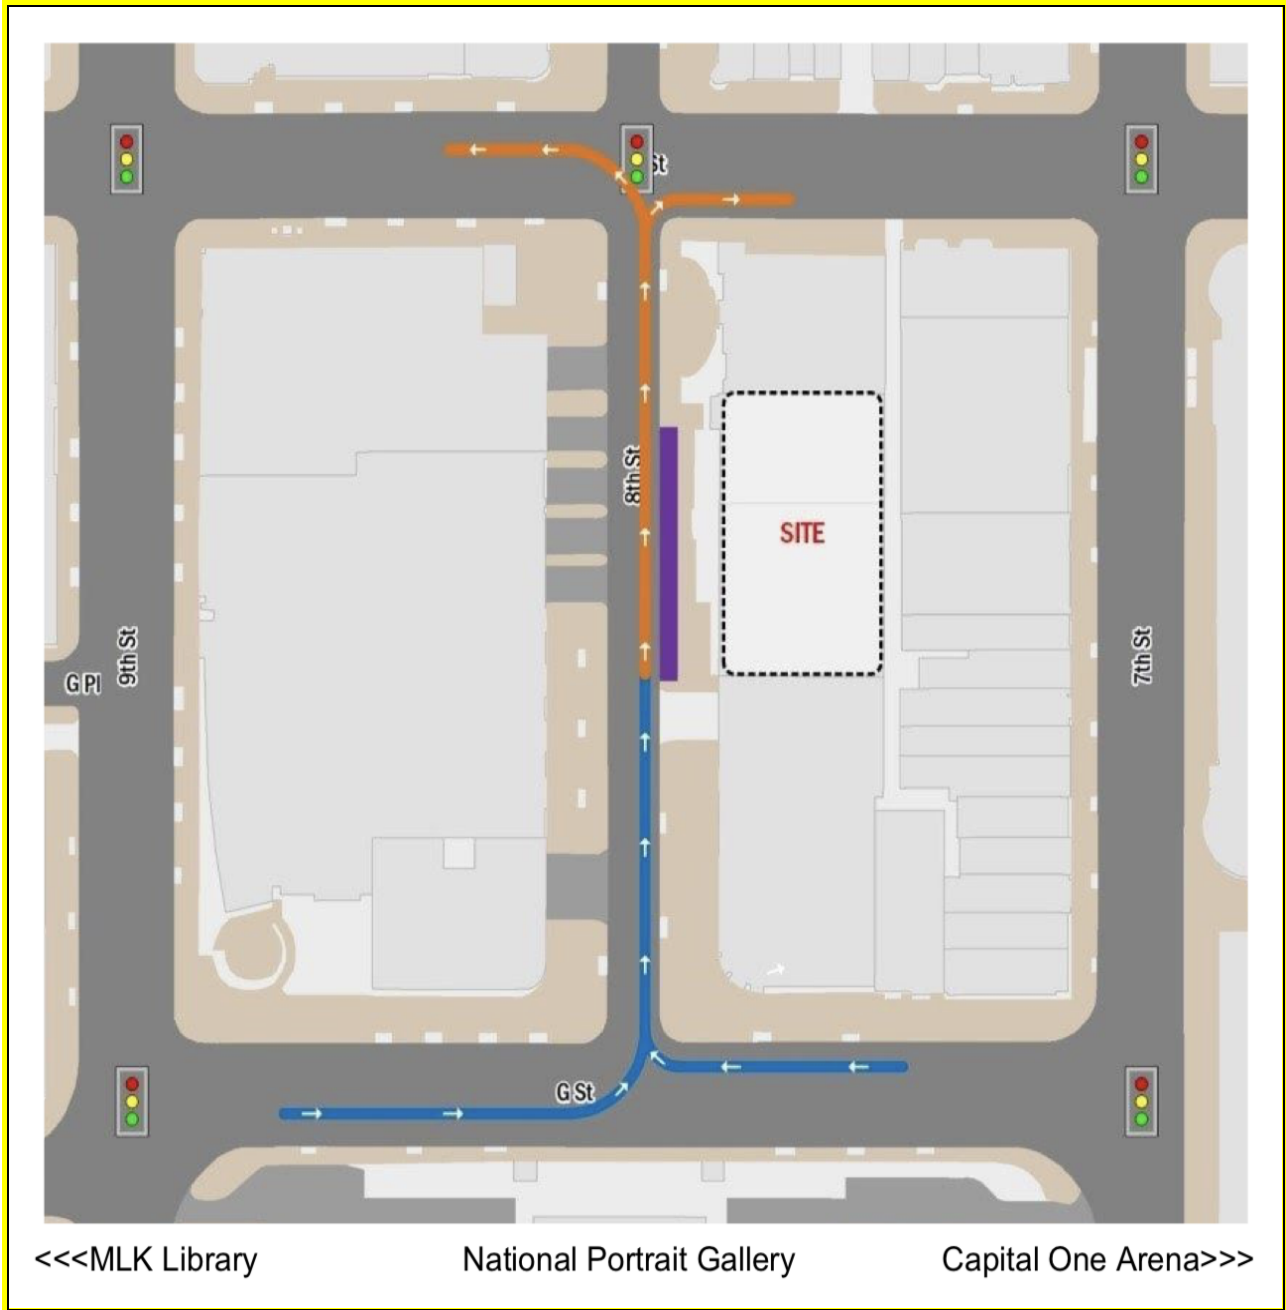 St
8th St
SITE
9th St
G Pl
7th St
G St
<<<MLK Library
National Portrait Gallery
Capital One Arena>>>